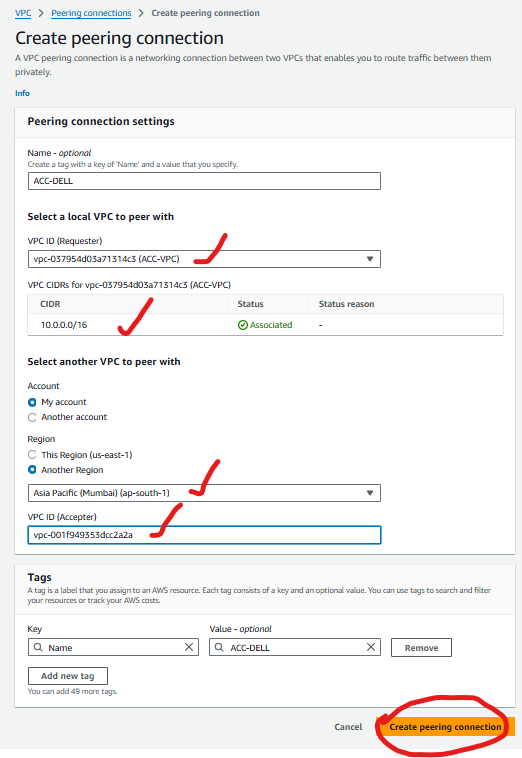 VPC > Peering connections > Create peering connection
Create peering connection
A VPC peering connection is a networking connection between two VPCs that enables you to route traffic between them
privately.
Info
Peering connection settings
Name - optional
Create a tag with a key of 'Name' and a value that you specify.
ACC-DELL
Select a local VPC to peer with
VPC ID (Requester)
vpc-037954d03a71314c3 (ACC-VPC)
VPC CIDRs for vpc-037954d03a71314c3 (ACC-VPC)
CIDR Status Status reason
10.0.0.0/16 Associated -
Select another VPC to peer with
Account
My account
Another account
Region
This Region (us-east-1)
Another Region
Asia Pacific (Mumbai) (ap-south-1)
VPC ID (Accepter)
vpc-001f949353dcc2a2a
Tags
A tag is a label that you assign to an AWS resource. Each tag consists of a key and an optional value. You can use tags to search and filter
your resources or track your AWS costs.
Key Value - optional
Name ACC-DELL Remove
Add new tag
You can add 49 more tags.
Cancel Create peering connection